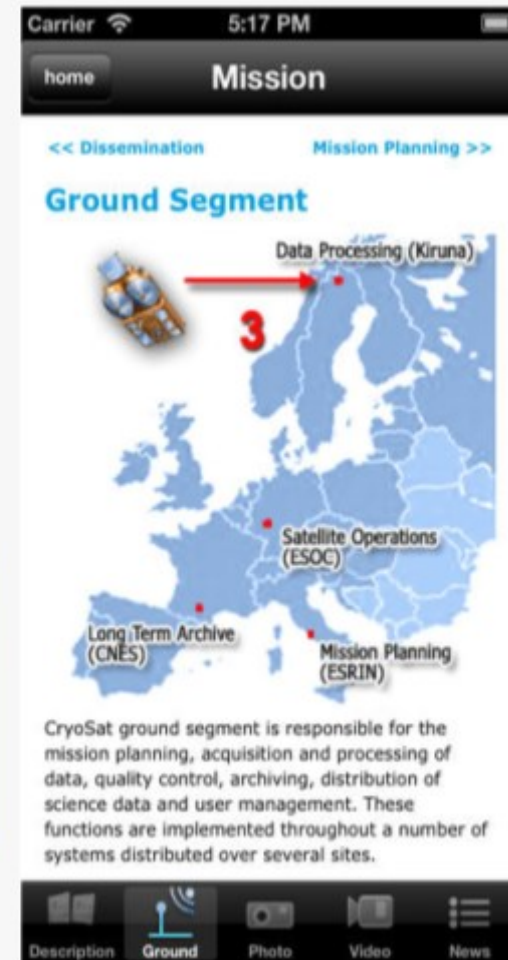 Carrier 5:17 PM
home Mission
<< Dissemination Mission Planning >>
Ground Segment
Data Processing (Kiruna)
3
Satellite Operations
(ESOC)
Long Term Archive
(CNES)
Mission Planning
(ESRIN)
CryoSat ground segment is responsible for the
mission planning, acquisition and processing of
data, quality control, archiving, distribution of
science data and user management. These
functions are implemented throughout a number of
systems distributed over several sites.
Description Ground Photo Video News